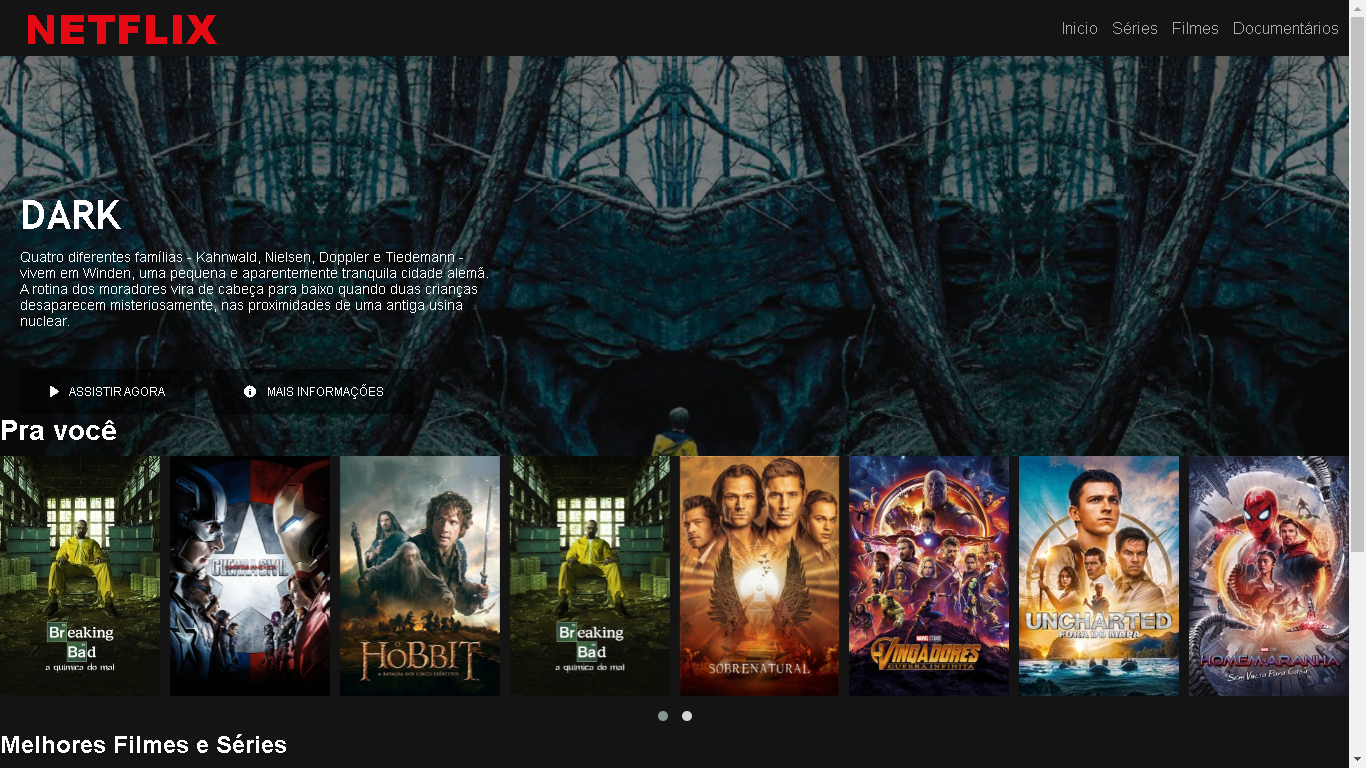 NETFLIX
Inicio Séries Filmes Documentários
DARK
Quatro diferentes famílias - Kahnwald, Nielsen, Doppler e Tiedemann -
vivem em Winden, uma pequena e aparentemente tranquila cidade alemã.
A rotina dos moradores vira de cabeça para baixo quando duas crianças
desaparecem misteriosamente, nas proximidades de uma antiga usina
nuclear.
ASSISTIR AGORA
MAIS INFORMAÇÕES
Pra você
Breaking
Bad
a química do mal
GUERRA CIVIL
O HOBBIT
A BATALHA DOS CINCO EXÉRCITOS
Breaking
Bad
a química do mal
SOBRENATURAL
MARVEL STUDIOS
VINGADORES
GUERRA INFINITA
UNCHARTED
FORA DO MAPA
HOMEM-ARANHA
Sem Volta Para Casa
Melhores Filmes e Séries